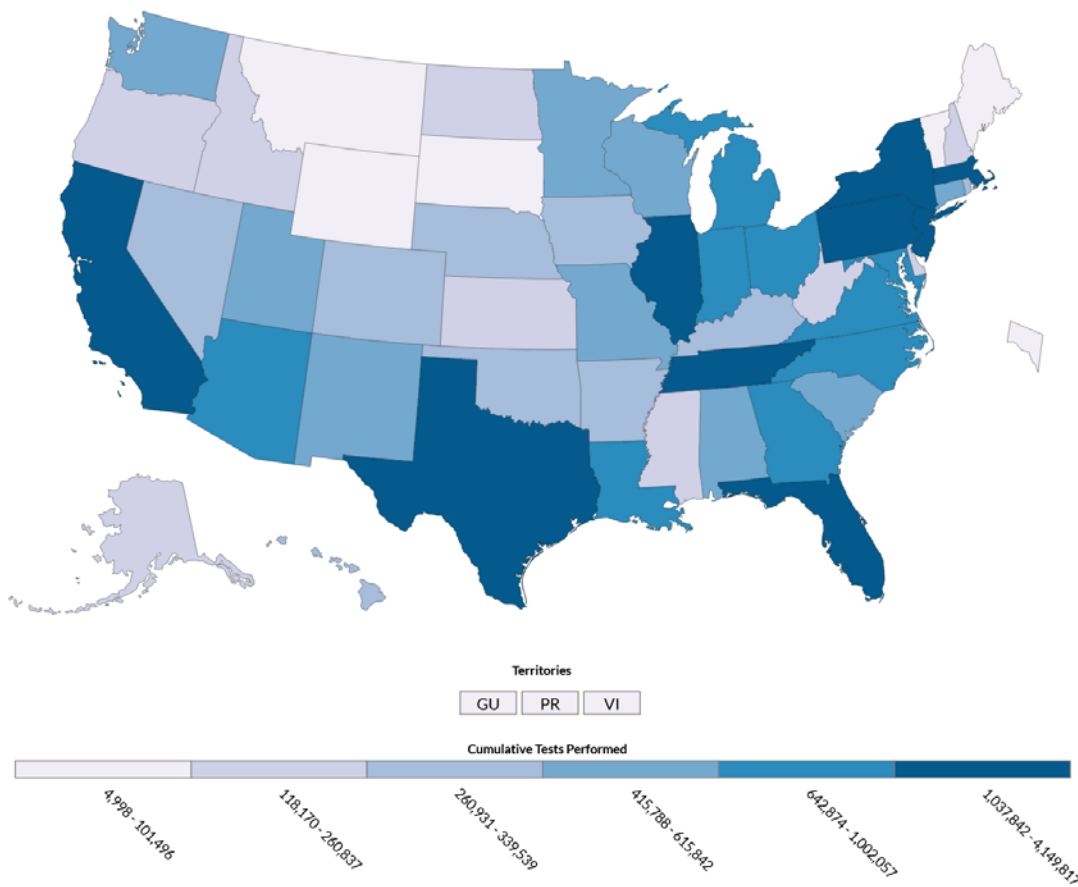 Territories
GU PR VI
Cumulative Tests Performed
4,998 - 101,496
118,170 - 260,837
260,931 - 339,539
415,788 - 615,842
642,874 - 1,002,057
1,037,842 - 4,149,817